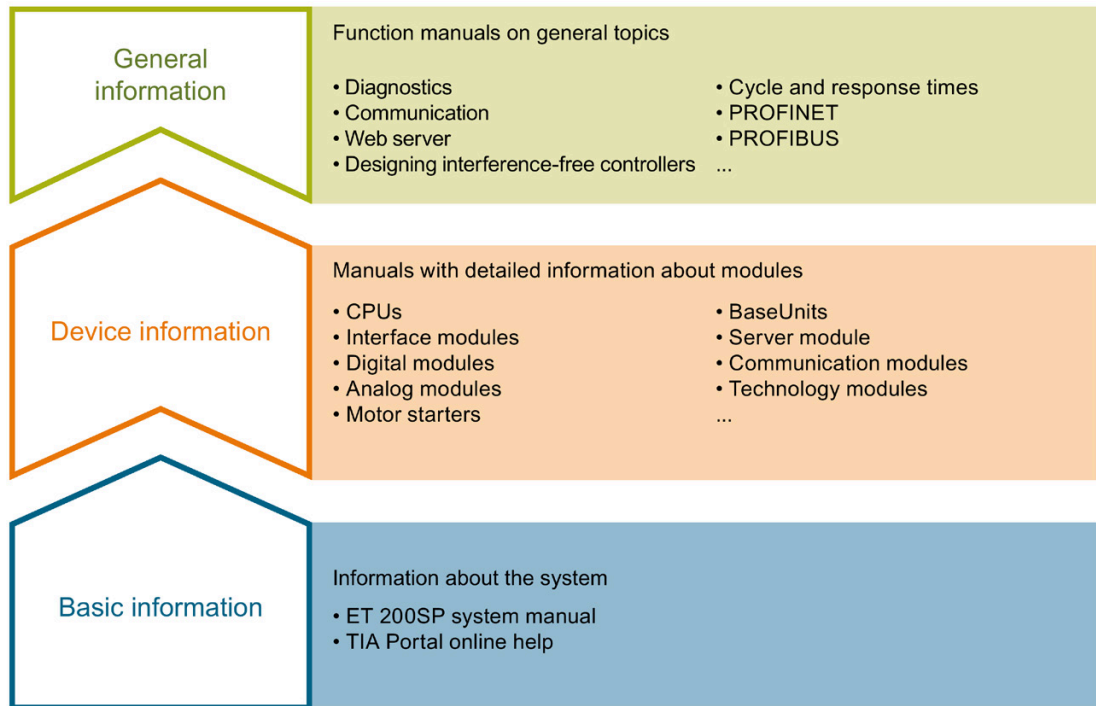 General
information
Function manuals on general topics
• Diagnostics
• Communication
• Web server
• Designing interference-free controllers
• Cycle and response times
• PROFINET
• PROFIBUS
...
Device information
Manuals with detailed information about modules
• CPUs
• Interface modules
• Digital modules
• Analog modules
• Motor starters
• BaseUnits
• Server module
• Communication modules
• Technology modules
...
Basic information
Information about the system
• ET 200SP system manual
• TIA Portal online help